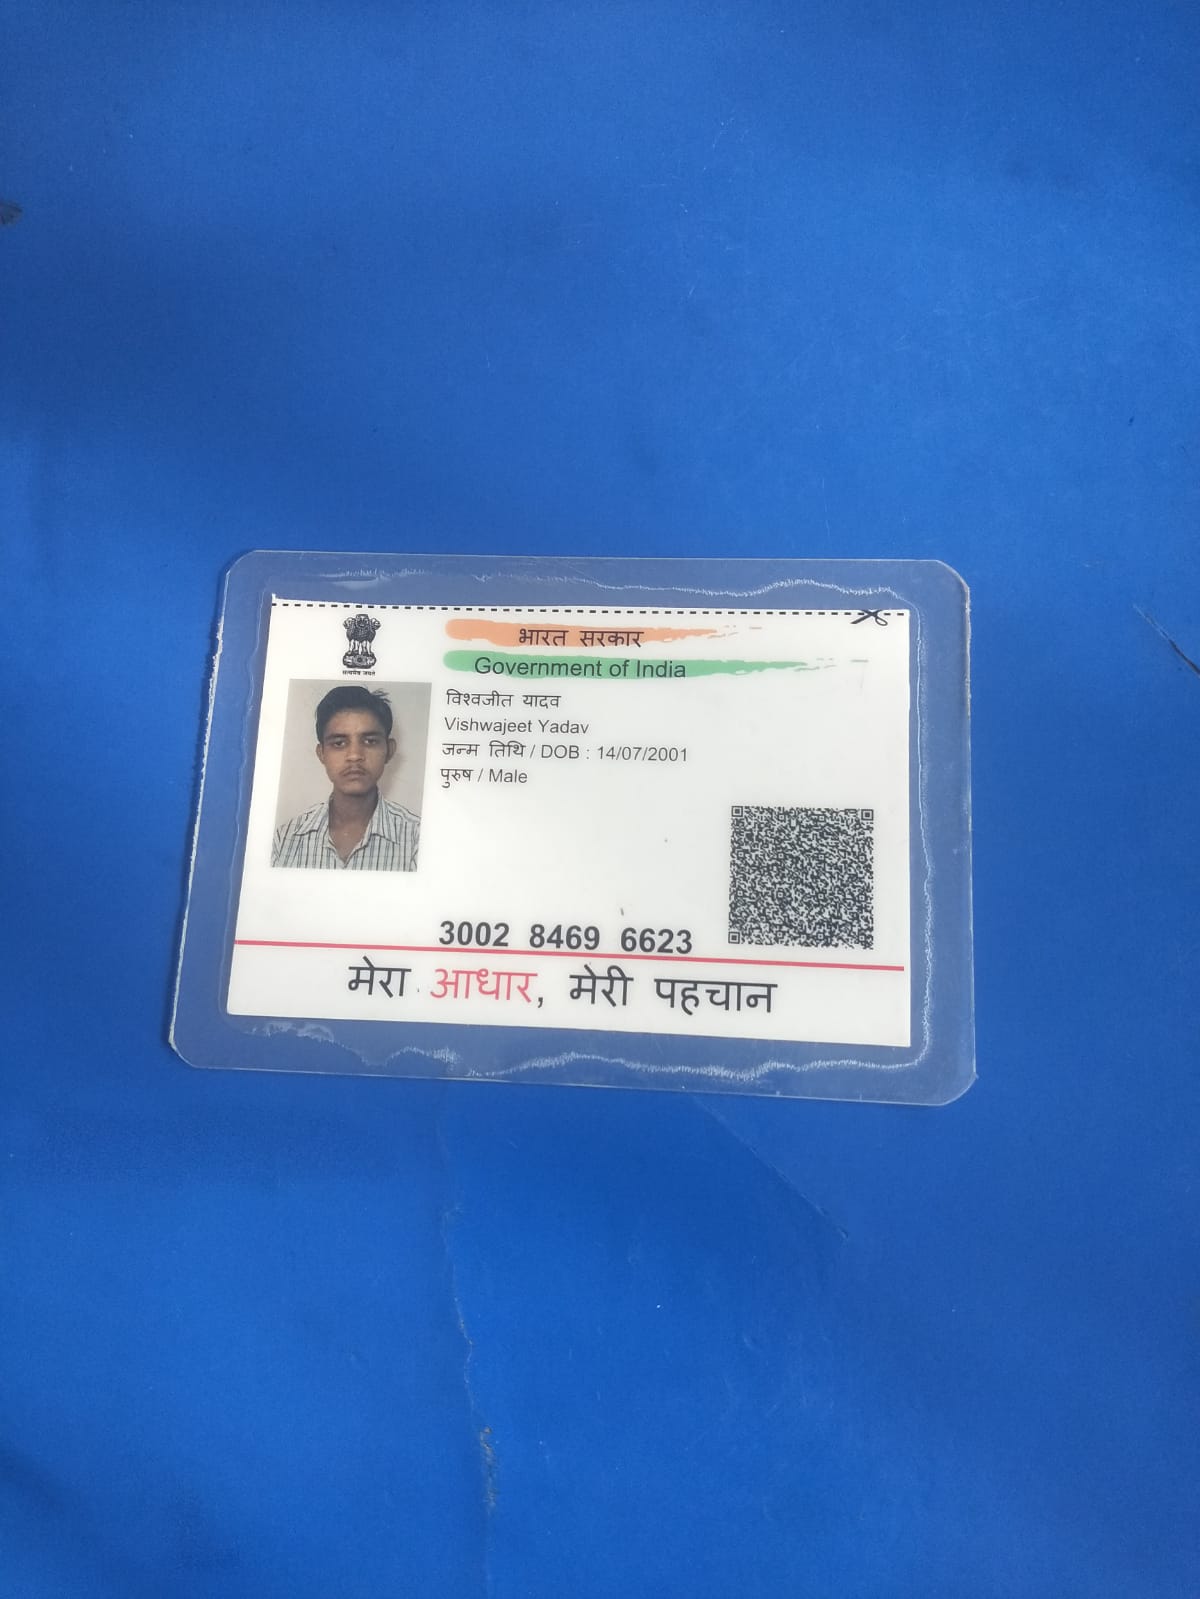 भारत सरकार
Government of India
सत्यमेव जयते
विश्वजीत यादव
Vishwajeet Yadav
जन्म तिथि / DOB : 14/07/2001
पुरुष / Male
3002 8469 6623
मेरा आधार, मेरी पहचान